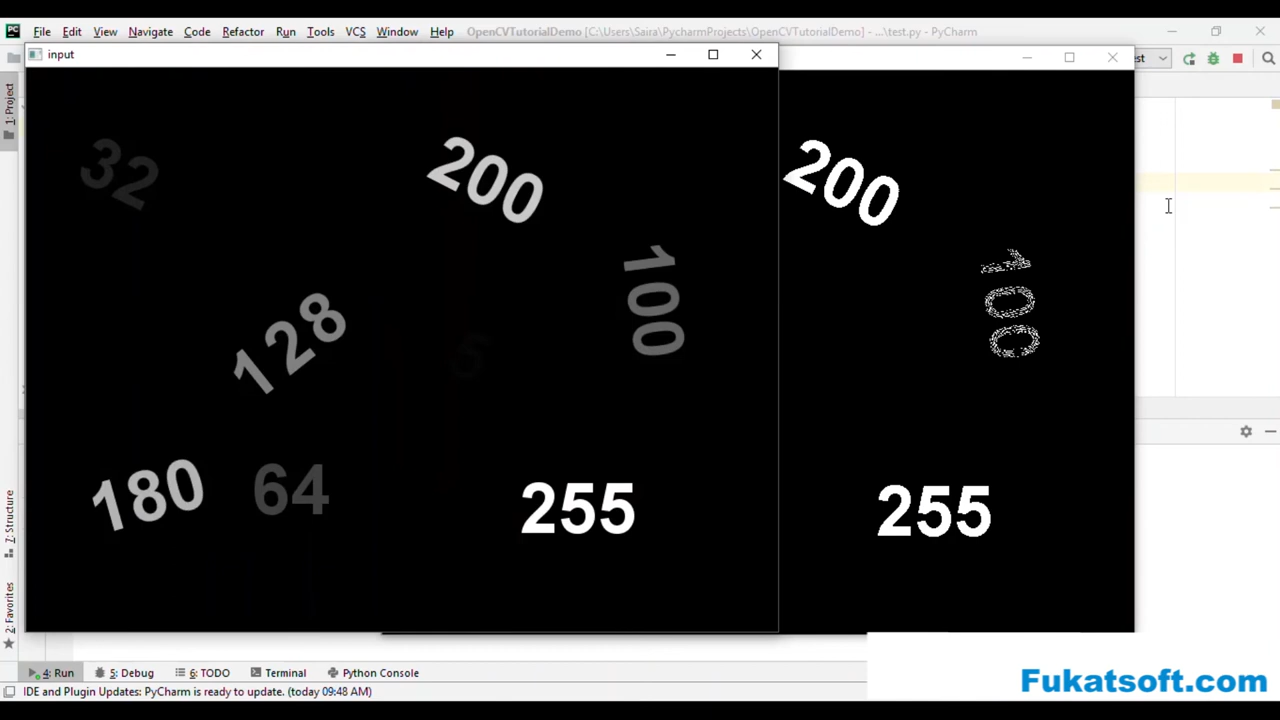 PC File Edit View Navigate Code Refactor Run Tools VCS Window Help OpenCVTutorialDemo [C:\Users\Saira\PycharmProjects\OpenCVTutorialDemo] - ...\test.py - PyCharm
input
st
1: Project
32
200
200
100
100
128
180
64
255
255
7: Structure
2: Favorites
4: Run 5: Debug 6: TODO Terminal Python Console
IDE and Plugin Updates: PyCharm is ready to update. (today 09:48 AM)
Fukatsoft.com